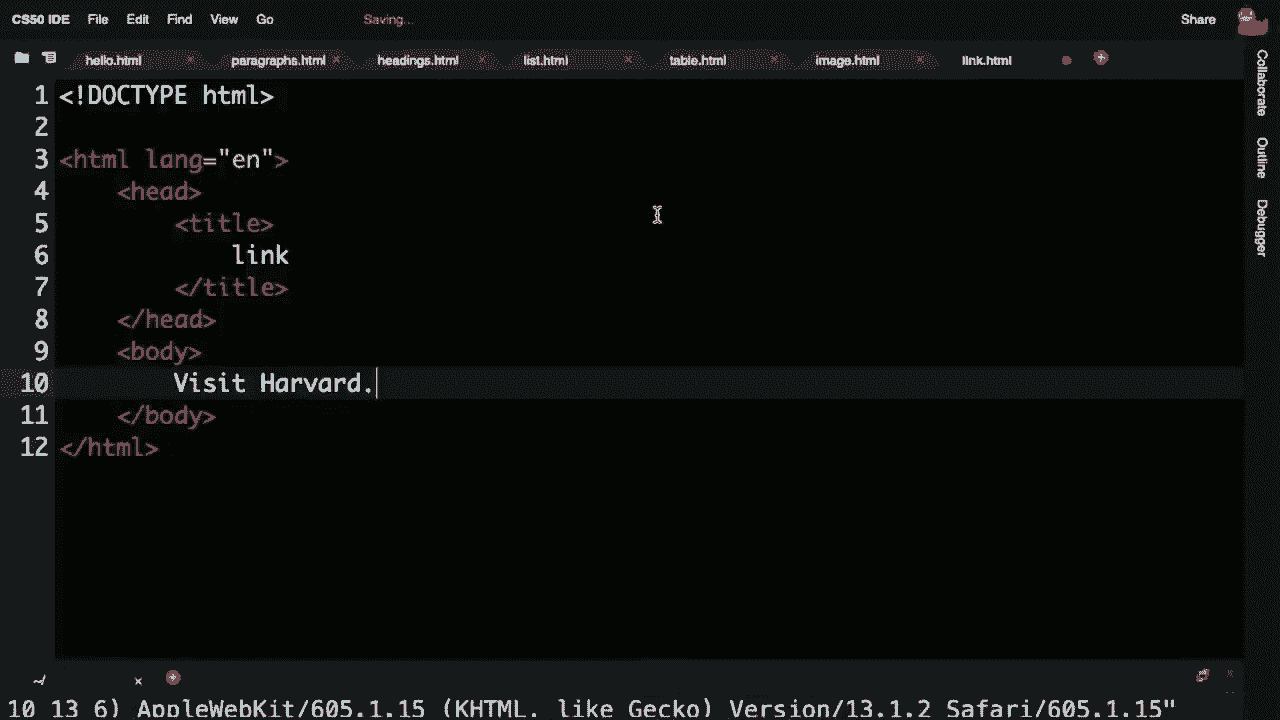 CS50 IDE File Edit Find View Go Saving... Share
hello.html paragraphs.html headings.html list.html table.html image.html link.html
1 <!DOCTYPE html>
2
3 <html lang="en">
4 <head>
5 <title>
6 link
7 </title>
8 </head>
9 <body>
10 Visit Harvard.
11 </body>
12 </html>
Collaborate
Outline
Debugger
10 13 6) AppleWebKit/605.1.15 (KHTML, like Gecko) Version/13.1.2 Safari/605.1.15"